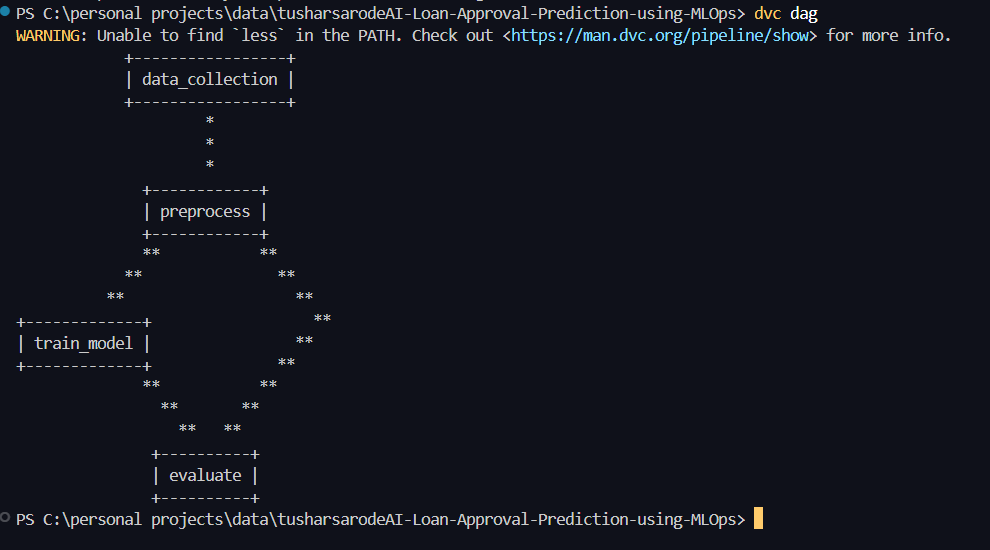 PS C:\personal projects\data\tusharsarodeAI-Loan-Approval-Prediction-using-MLOps> dvc dag
WARNING: Unable to find `less` in the PATH. Check out <https://man.dvc.org/pipeline/show> for more info.
              +-----------------+
              | data_collection |
              +-----------------+
                       *
                       *
                       *
                +------------+
                | preprocess |
                +------------+
                **           **
              **               **
            **                   **
+-------------+                    **
| train_model |                  **
+-------------+                **
                **           **
                  **       **
                    **   **
                 +----------+
                 | evaluate |
                 +----------+
PS C:\personal projects\data\tusharsarodeAI-Loan-Approval-Prediction-using-MLOps>